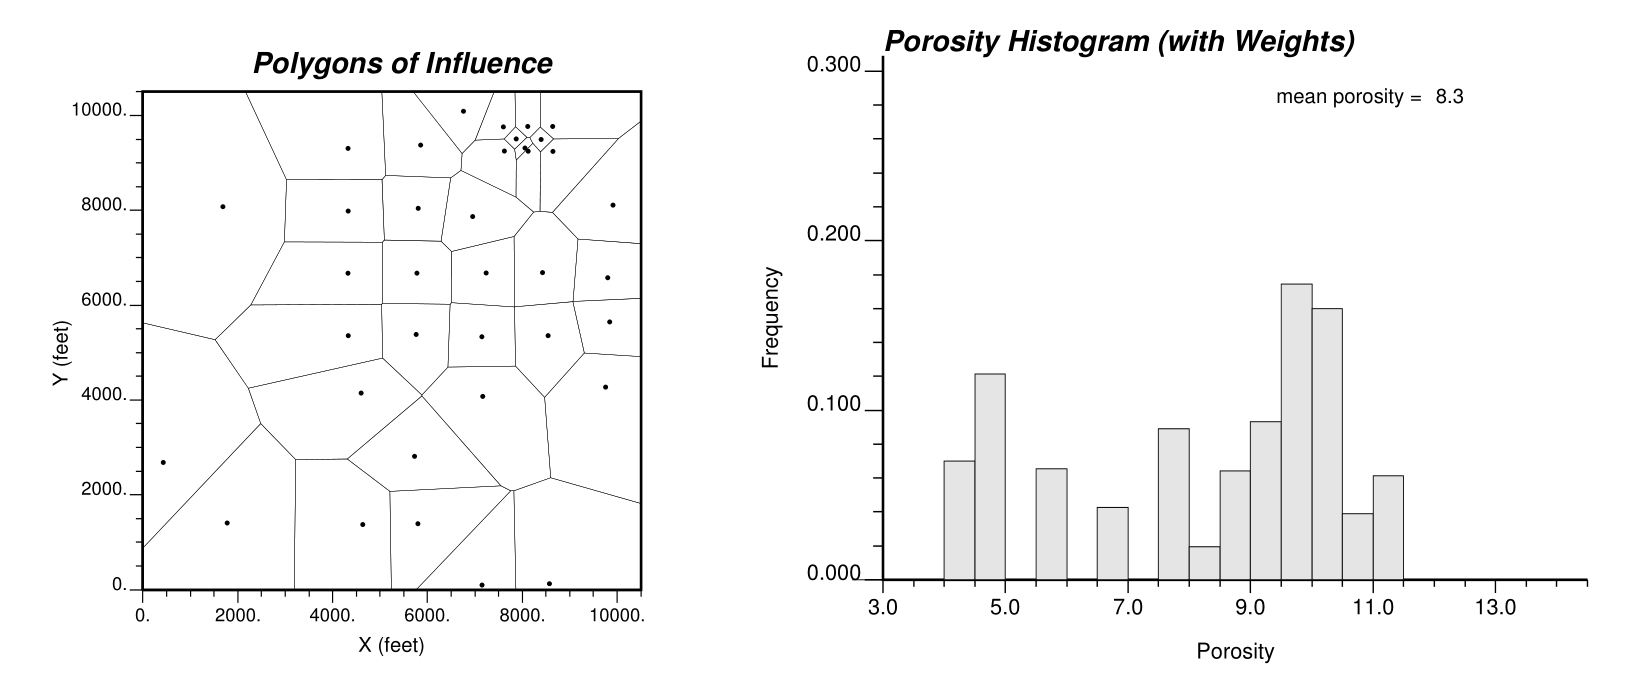 Polygons of Influence
10000.
8000.
6000.
4000.
2000.
0.
Y (feet)
0. 2000. 4000. 6000. 8000. 10000.
X (feet)
Porosity Histogram (with Weights)
mean porosity = 8.3
0.300
0.200
0.100
0.000
Frequency
3.0 5.0 7.0 9.0 11.0 13.0
Porosity